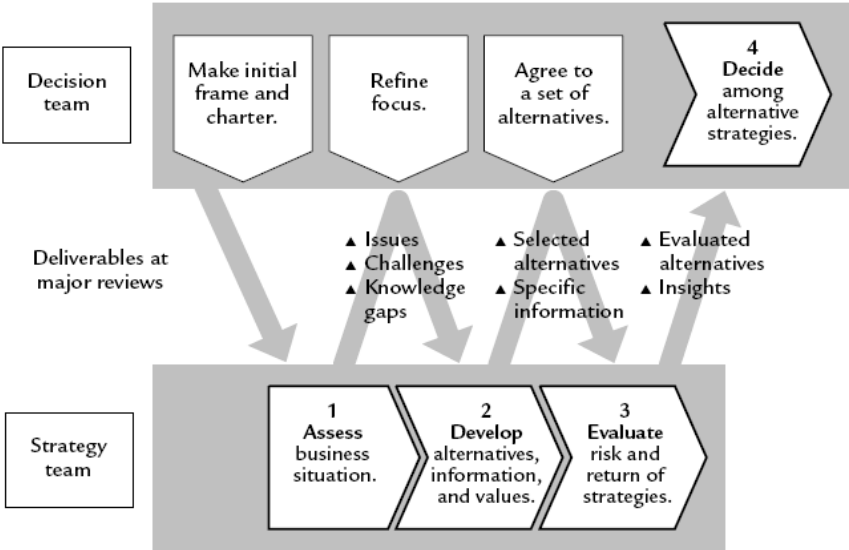 Decision
team
Make initial
frame and
charter.
Refine
focus.
Agree to
a set of
alternatives.
4
Decide
among
alternative
strategies.
Deliverables at
major reviews
▲ Issues
▲ Challenges
▲ Knowledge
gaps
▲ Selected
alternatives
▲ Specific
information
▲ Evaluated
alternatives
▲ Insights
Strategy
team
1
Assess
business
situation.
2
Develop
alternatives,
information,
and values.
3
Evaluate
risk and
return of
strategies.